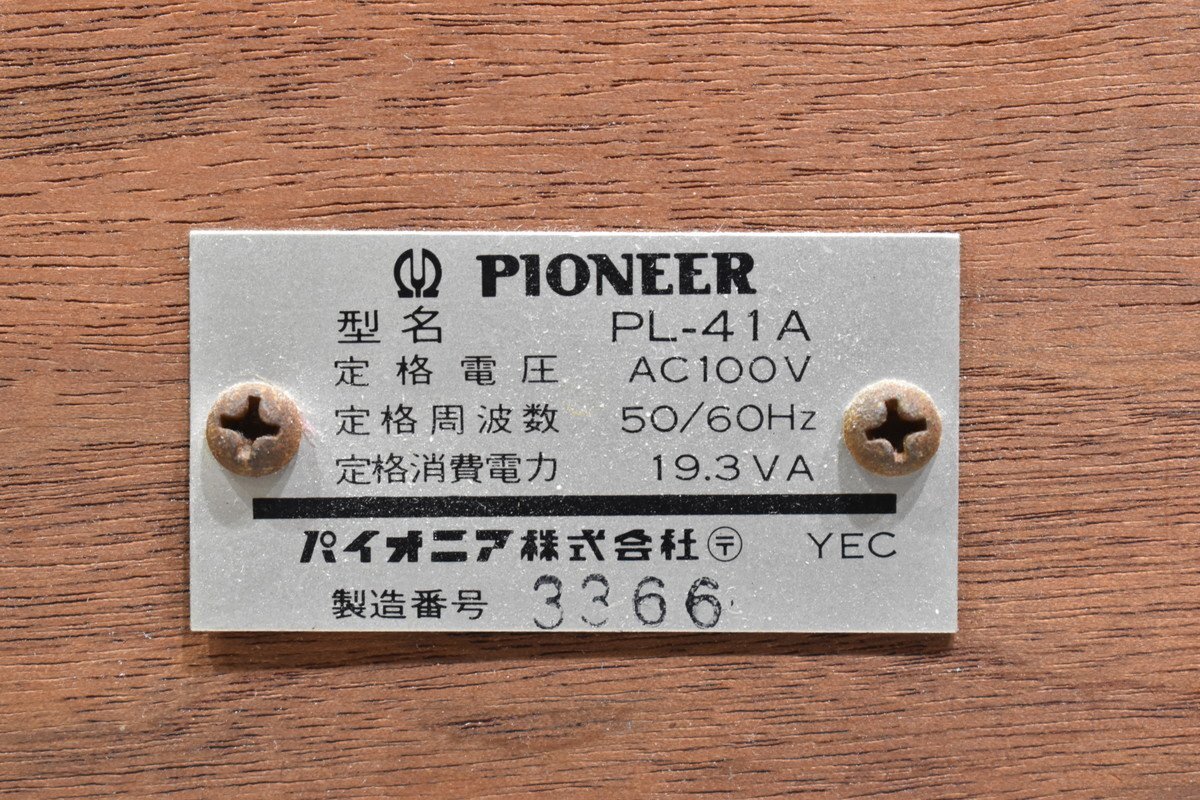 PIONEER
型名 PL-41A
定格電圧 AC100V
定格周波数 50/60Hz
定格消費電力 19.3VA
パイオニア株式会社 〶 YEC
製造番号 3366